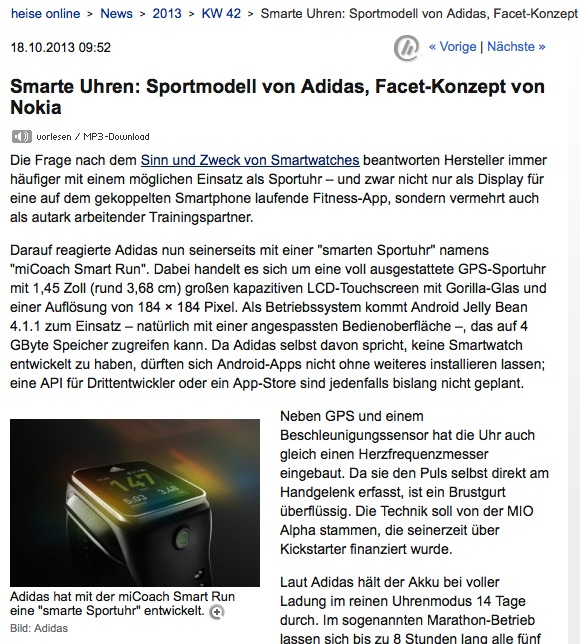 heise online > News > 2013 > KW 42 > Smarte Uhren: Sportmodell von Adidas, Facet-Konzept
18.10.2013 09:52
« Vorige | Nächste »
Smarte Uhren: Sportmodell von Adidas, Facet-Konzept von
Nokia
vorlesen / MP3-Download
Die Frage nach dem Sinn und Zweck von Smartwatches beantworten Hersteller immer
häufiger mit einem möglichen Einsatz als Sportuhr – und zwar nicht nur als Display für
eine auf dem gekoppelten Smartphone laufende Fitness-App, sondern vermehrt auch
als autark arbeitender Trainingspartner.
Darauf reagierte Adidas nun seinerseits mit einer "smarten Sportuhr" namens
"miCoach Smart Run". Dabei handelt es sich um eine voll ausgestattete GPS-Sportuhr
mit 1,45 Zoll (rund 3,68 cm) großen kapazitiven LCD-Touchscreen mit Gorilla-Glas und
einer Auflösung von 184 × 184 Pixel. Als Betriebssystem kommt Android Jelly Bean
4.1.1 zum Einsatz – natürlich mit einer angespassten Bedienoberfläche –, das auf 4
GByte Speicher zugreifen kann. Da Adidas selbst davon spricht, keine Smartwatch
entwickelt zu haben, dürften sich Android-Apps nicht ohne weiteres installieren lassen;
eine API für Drittentwickler oder ein App-Store sind jedenfalls bislang nicht geplant.
147
5:03 3.48
Adidas hat mit der miCoach Smart Run
eine "smarte Sportuhr" entwickelt.
Bild: Adidas
Neben GPS und einem
Beschleunigungssensor hat die Uhr auch
gleich einen Herzfrequenzmesser
eingebaut. Da sie den Puls selbst direkt am
Handgelenk erfasst, ist ein Brustgurt
überflüssig. Die Technik soll von der MIO
Alpha stammen, die seinerzeit über
Kickstarter finanziert wurde.
Laut Adidas hält der Akku bei voller
Ladung im reinen Uhrenmodus 14 Tage
durch. Im sogenannten Marathon-Betrieb
lassen sich bis zu 8 Stunden lang alle fünf